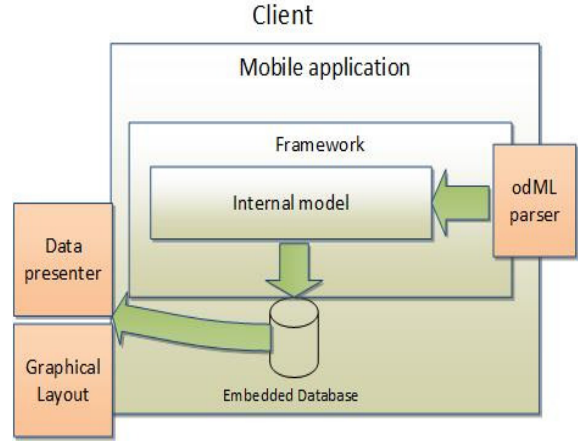 Client
Mobile application
Framework
Internal model
odML
parser
Data
presenter
Graphical
Layout
Embedded Database